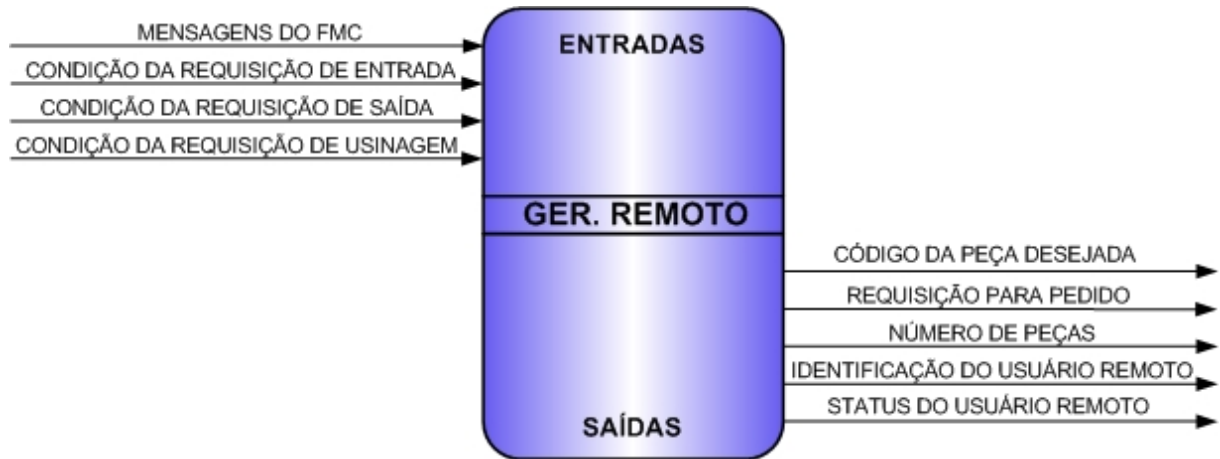 MENSAGENS DO FMC
CONDIÇÃO DA REQUISIÇÃO DE ENTRADA
CONDIÇÃO DA REQUISIÇÃO DE SAÍDA
CONDIÇÃO DA REQUISIÇÃO DE USINAGEM
ENTRADAS
GER. REMOTO
SAÍDAS
CÓDIGO DA PEÇA DESEJADA
REQUISIÇÃO PARA PEDIDO
NÚMERO DE PEÇAS
IDENTIFICAÇÃO DO USUÁRIO REMOTO
STATUS DO USUÁRIO REMOTO